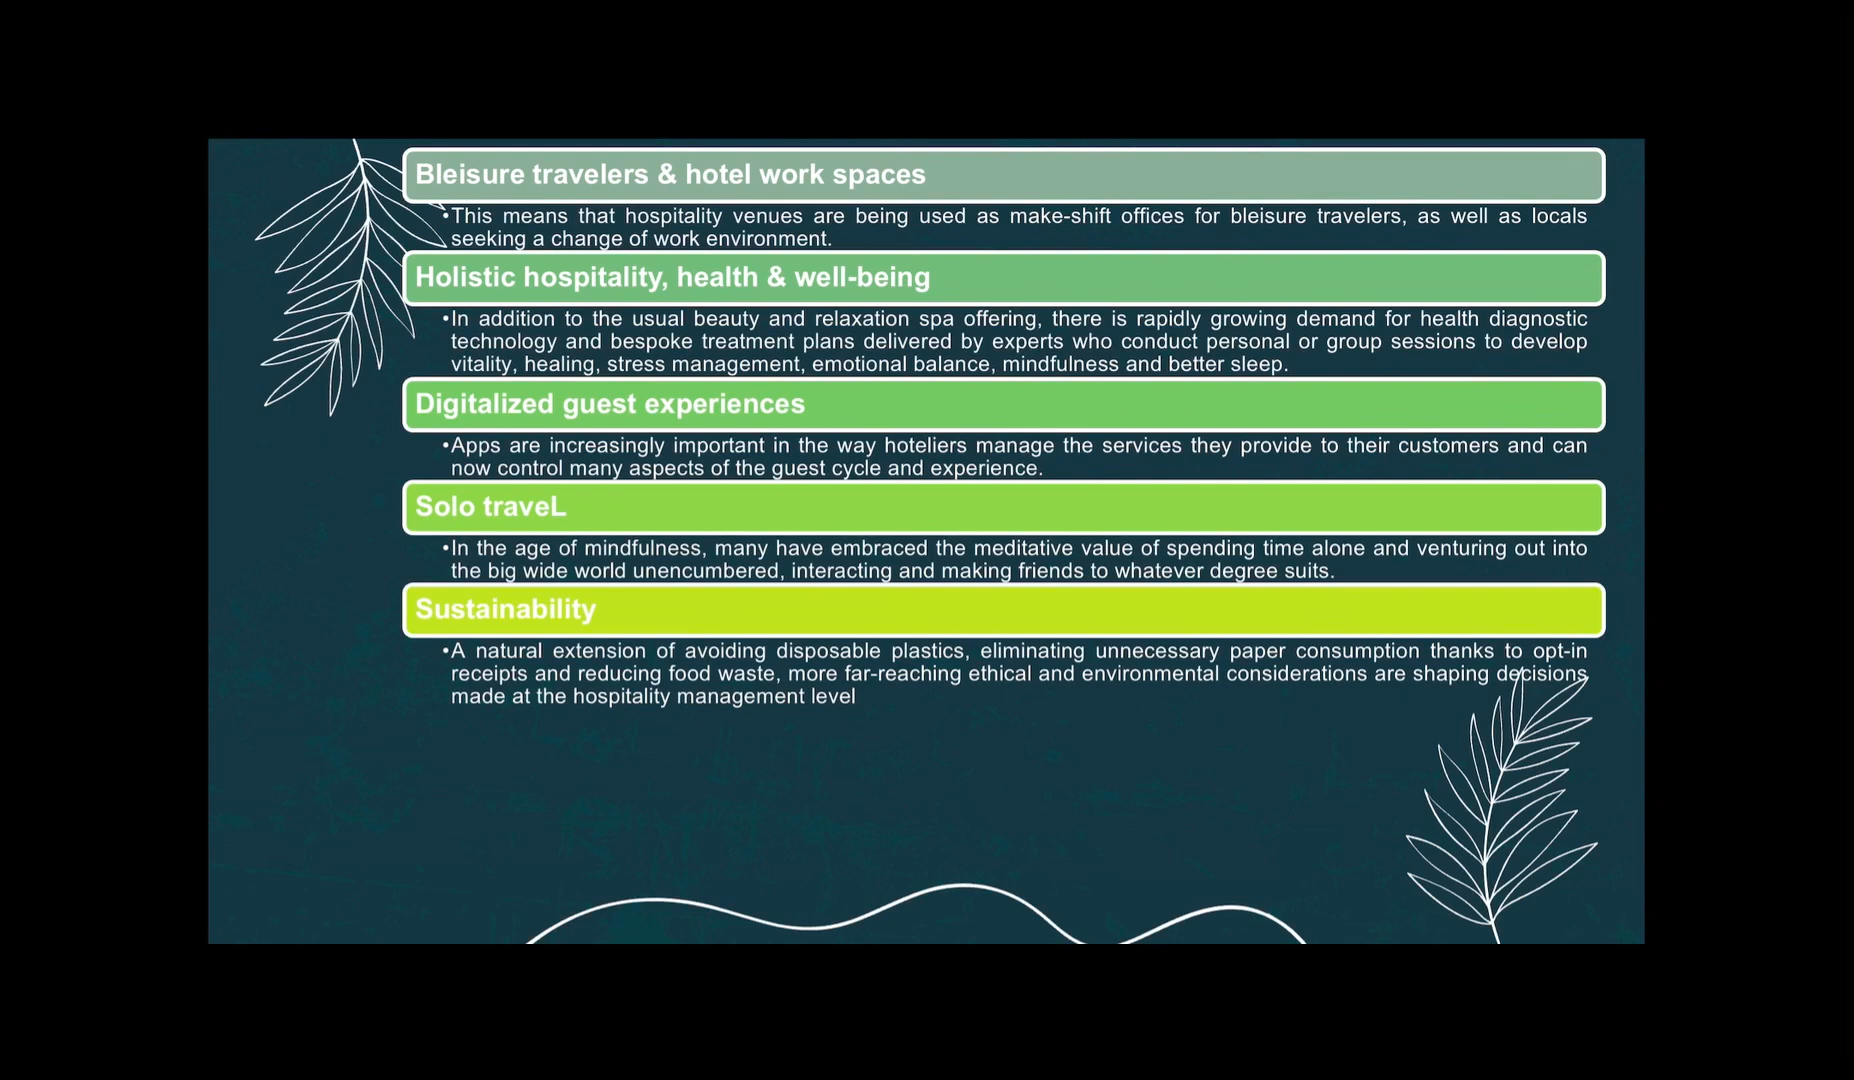 Bleisure travelers & hotel work spaces
•This means that hospitality venues are being used as make-shift offices for bleisure travelers, as well as locals
seeking a change of work environment.
Holistic hospitality, health & well-being
•In addition to the usual beauty and relaxation spa offering, there is rapidly growing demand for health diagnostic
technology and bespoke treatment plans delivered by experts who conduct personal or group sessions to develop
vitality, healing, stress management, emotional balance, mindfulness and better sleep.
Digitalized guest experiences
•Apps are increasingly important in the way hoteliers manage the services they provide to their customers and can
now control many aspects of the guest cycle and experience.
Solo traveL
•In the age of mindfulness, many have embraced the meditative value of spending time alone and venturing out into
the big wide world unencumbered, interacting and making friends to whatever degree suits.
Sustainability
•A natural extension of avoiding disposable plastics, eliminating unnecessary paper consumption thanks to opt-in
receipts and reducing food waste, more far-reaching ethical and environmental considerations are shaping decisions
made at the hospitality management level